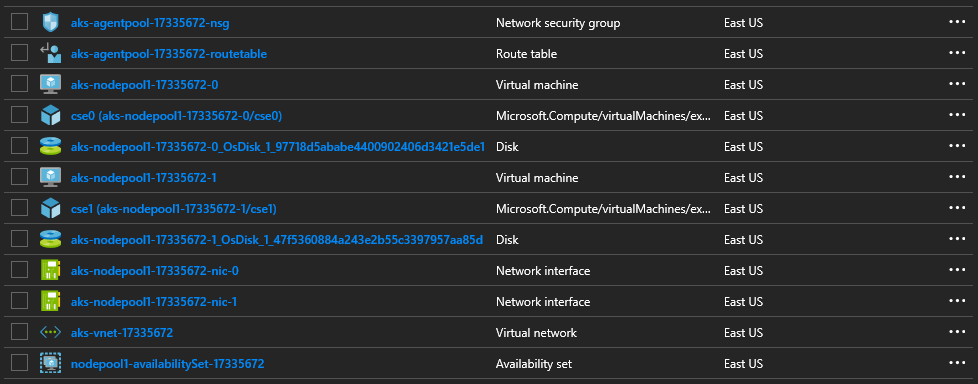 aks-agentpool-17335672-nsg Network security group East US
aks-agentpool-17335672-routetable Route table East US
aks-nodepool1-17335672-0 Virtual machine East US
cse0 (aks-nodepool1-17335672-0/cse0) Microsoft.Compute/virtualMachines/ex... East US
aks-nodepool1-17335672-0_OsDisk_1_97718d5ababe4400902406d3421e5de1 Disk East US
aks-nodepool1-17335672-1 Virtual machine East US
cse1 (aks-nodepool1-17335672-1/cse1) Microsoft.Compute/virtualMachines/ex... East US
aks-nodepool1-17335672-1_OsDisk_1_47f5360884a243e2b55c3397957aa85d Disk East US
aks-nodepool1-17335672-nic-0 Network interface East US
aks-nodepool1-17335672-nic-1 Network interface East US
aks-vnet-17335672 Virtual network East US
nodepool1-availabilitySet-17335672 Availability set East US